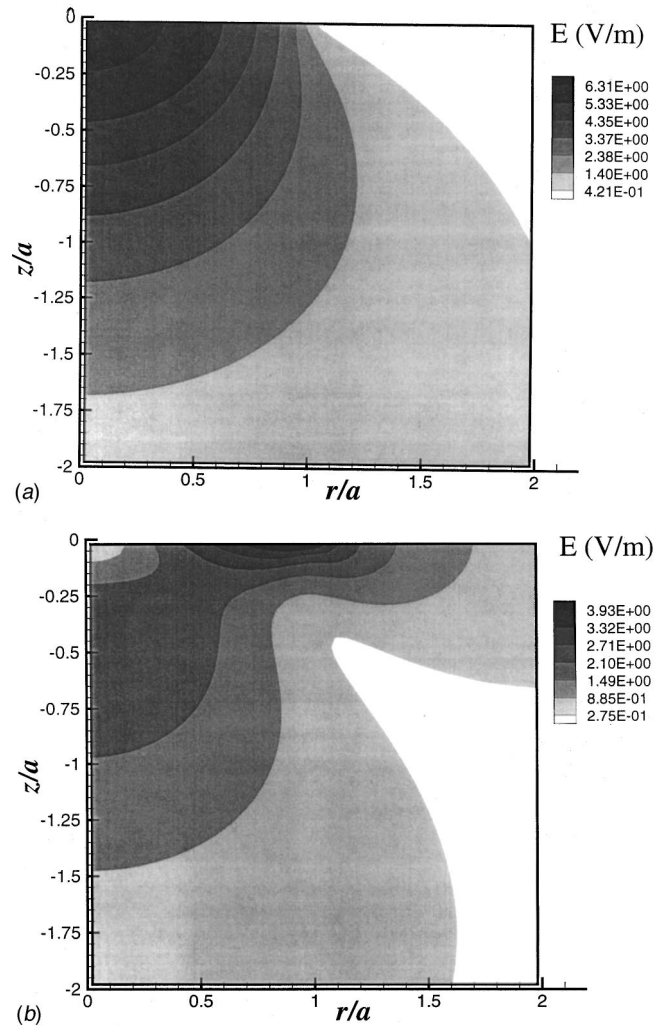 0
-0.25
-0.5
-0.75
-1
-1.25
-1.5
-1.75
-2
z/a
0
0.5
1
1.5
2
r/a
(a)
E (V/m)
6.31E+00
5.33E+00
4.35E+00
3.37E+00
2.38E+00
1.40E+00
4.21E-01
0
-0.25
-0.5
-0.75
-1
-1.25
-1.5
-1.75
-2
z/a
0
0.5
1
1.5
2
r/a
(b)
E (V/m)
3.93E+00
3.32E+00
2.71E+00
2.10E+00
1.49E+00
8.85E-01
2.75E-01